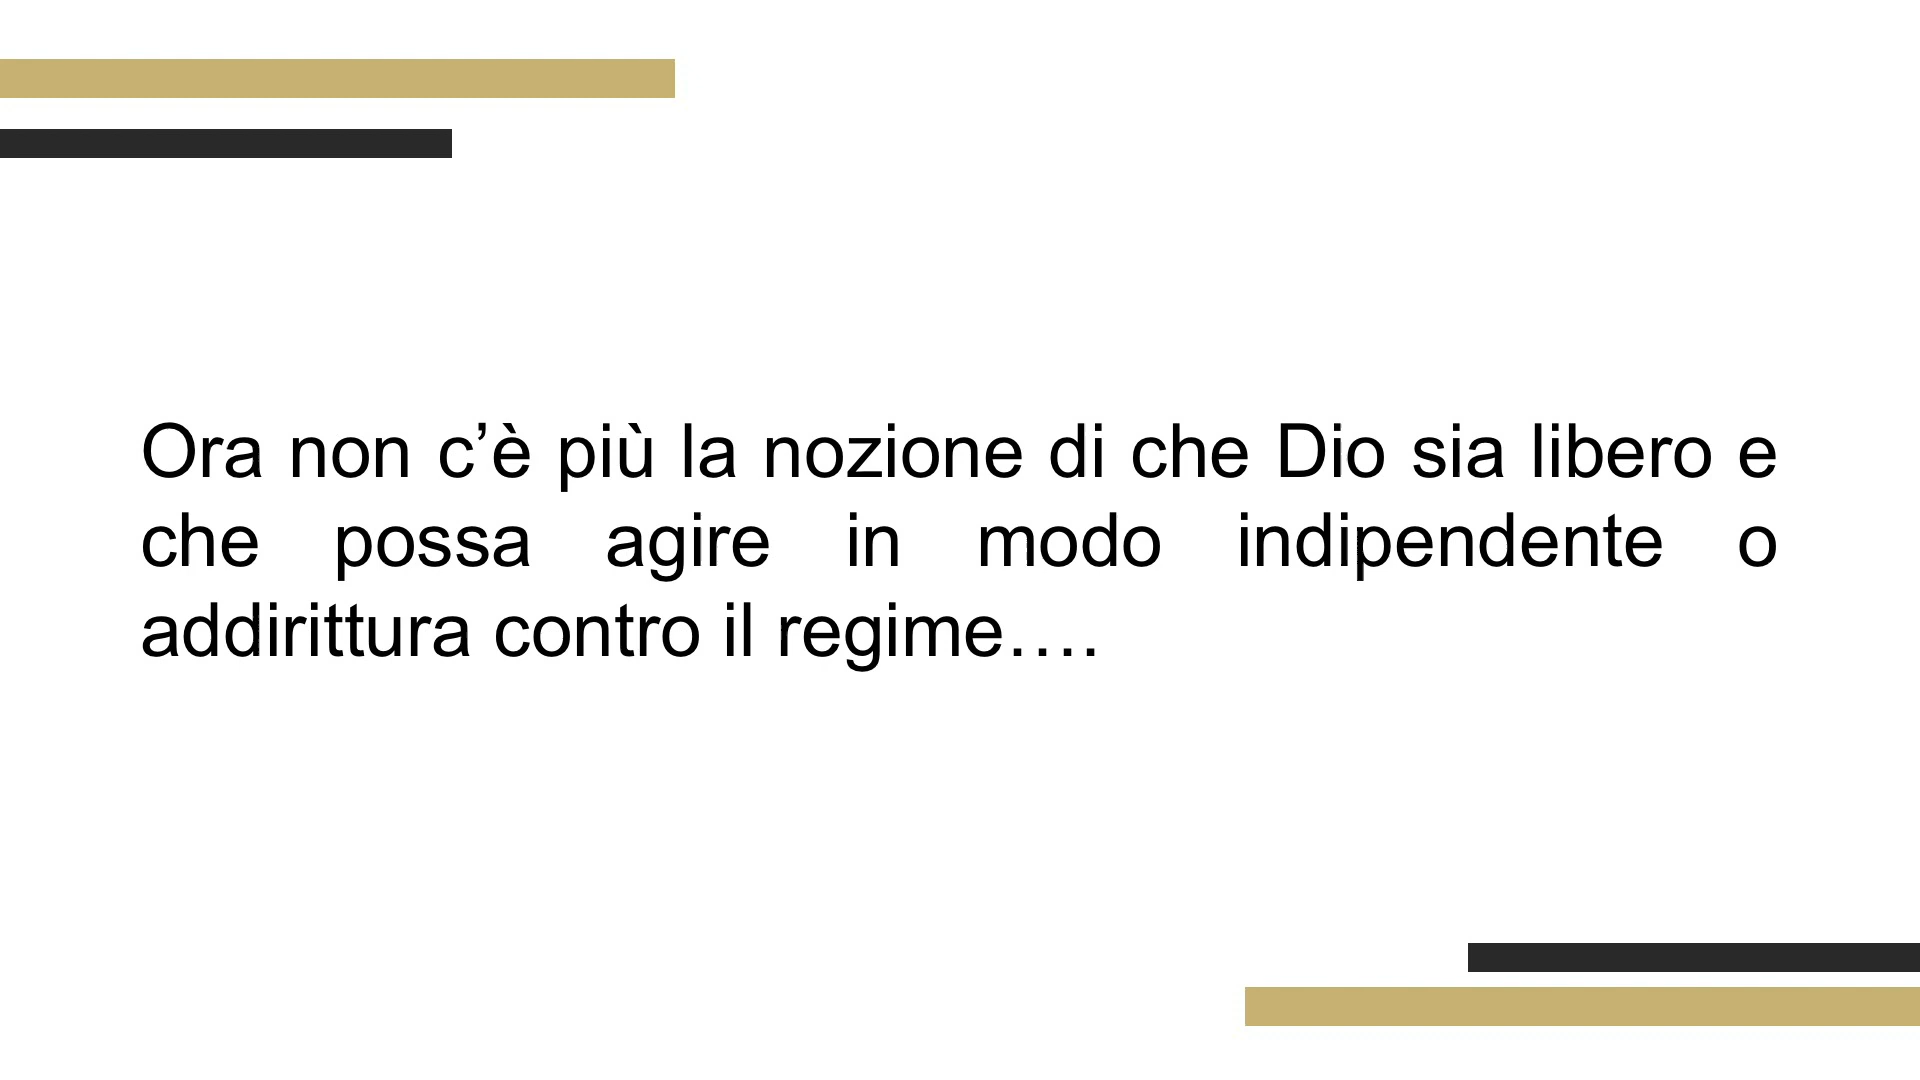 Ora non c’è più la nozione di che Dio sia libero e
che possa agire in modo indipendente o
addirittura contro il regime….